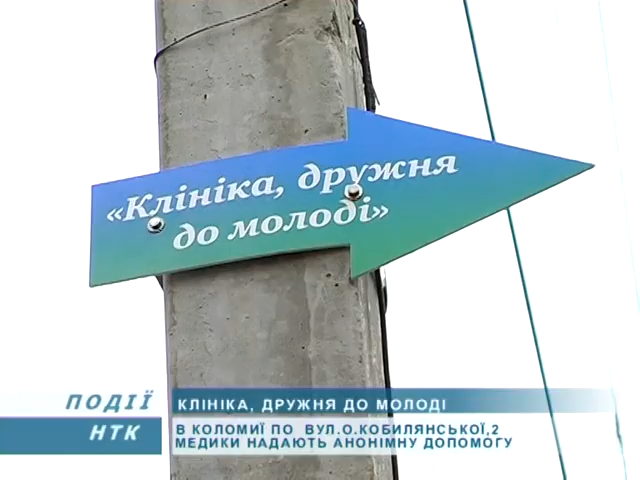 «Клініка, дружня
до молоді»
ПОДІЇ
НТК
КЛІНІКА, ДРУЖНЯ ДО МОЛОДІ
В КОЛОМИЇ ПО ВУЛ.О.КОБИЛЯНСЬКОЇ,2
МЕДИКИ НАДАЮТЬ АНОНІМНУ ДОПОМОГУ